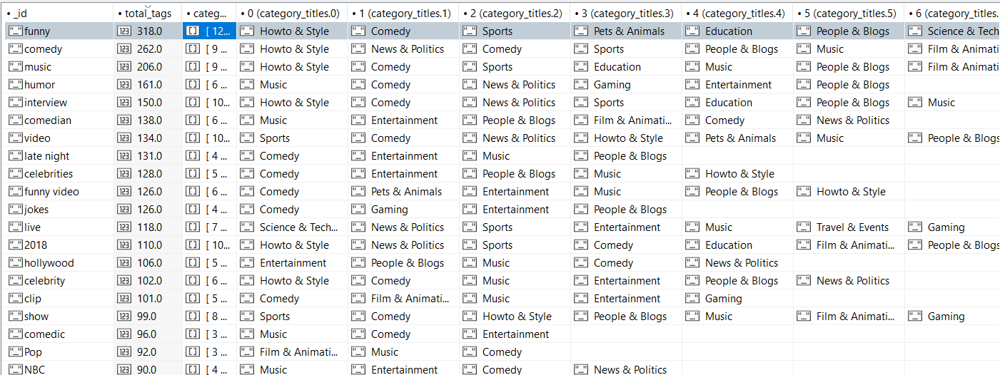 _id total_tags categ... 0 (category_titles.0) 1 (category_titles.1) 2 (category_titles.2) 3 (category_titles.3) 4 (category_titles.4) 5 (category_titles.5) 6 (category_titles.
funny 318.0 [ 12... Howto & Style Comedy Sports Pets & Animals Education People & Blogs Science & Tech
comedy 262.0 [ 9 ... Howto & Style News & Politics Comedy Sports People & Blogs Music Film & Animati
music 206.0 [ 9 ... Howto & Style Comedy Sports Education Music People & Blogs Film & Animati
humor 161.0 [ 6 ... Music Comedy News & Politics Gaming Entertainment People & Blogs
interview 150.0 [ 10... Howto & Style Comedy News & Politics Sports Education People & Blogs Music
comedian 138.0 [ 6 ... Music Entertainment People & Blogs Film & Animati... Comedy News & Politics
video 134.0 [ 10... Sports Comedy News & Politics Howto & Style Pets & Animals Music People & Blogs
late night 131.0 [ 4 ... Comedy Entertainment Music People & Blogs
celebrities 128.0 [ 5 ... Comedy Entertainment People & Blogs Music Howto & Style
funny video 126.0 [ 6 ... Comedy Pets & Animals Entertainment Music People & Blogs Howto & Style
jokes 126.0 [ 4 ... Comedy Gaming Entertainment People & Blogs
live 118.0 [ 7 ... Science & Tech... News & Politics Sports Entertainment Music Travel & Events Gaming
2018 110.0 [ 10... Howto & Style News & Politics Sports Comedy Education Film & Animati... People & Blogs
hollywood 106.0 [ 5 ... Entertainment People & Blogs Music Comedy News & Politics
celebrity 102.0 [ 6 ... Howto & Style Comedy Music Entertainment People & Blogs News & Politics
clip 101.0 [ 5 ... Comedy Film & Animati... Music Entertainment Gaming
show 99.0 [ 8 ... Sports Comedy Howto & Style People & Blogs Music Film & Animati... Gaming
comedic 96.0 [ 3 ... Music Comedy Entertainment
Pop 92.0 [ 3 ... Film & Animati... Music Comedy
NBC 90.0 [ 4 ... Music Entertainment Comedy News & Politics